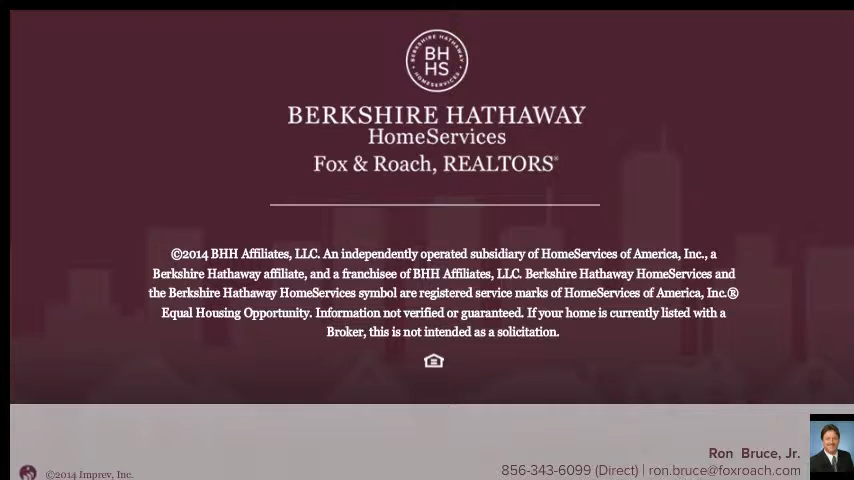 BERKSHIRE HATHAWAY
HOMESERVICES
BH
HS
BERKSHIRE HATHAWAY
HomeServices
Fox & Roach, REALTORS®
©2014 BHH Affiliates, LLC. An independently operated subsidiary of HomeServices of America, Inc., a
Berkshire Hathaway affiliate, and a franchisee of BHH Affiliates, LLC. Berkshire Hathaway HomeServices and
the Berkshire Hathaway HomeServices symbol are registered service marks of HomeServices of America, Inc.®
Equal Housing Opportunity. Information not verified or guaranteed. If your home is currently listed with a
Broker, this is not intended as a solicitation.
Ron Bruce, Jr.
856-343-6099 (Direct) | ron.bruce@foxroach.com
©2014 Imprev, Inc.